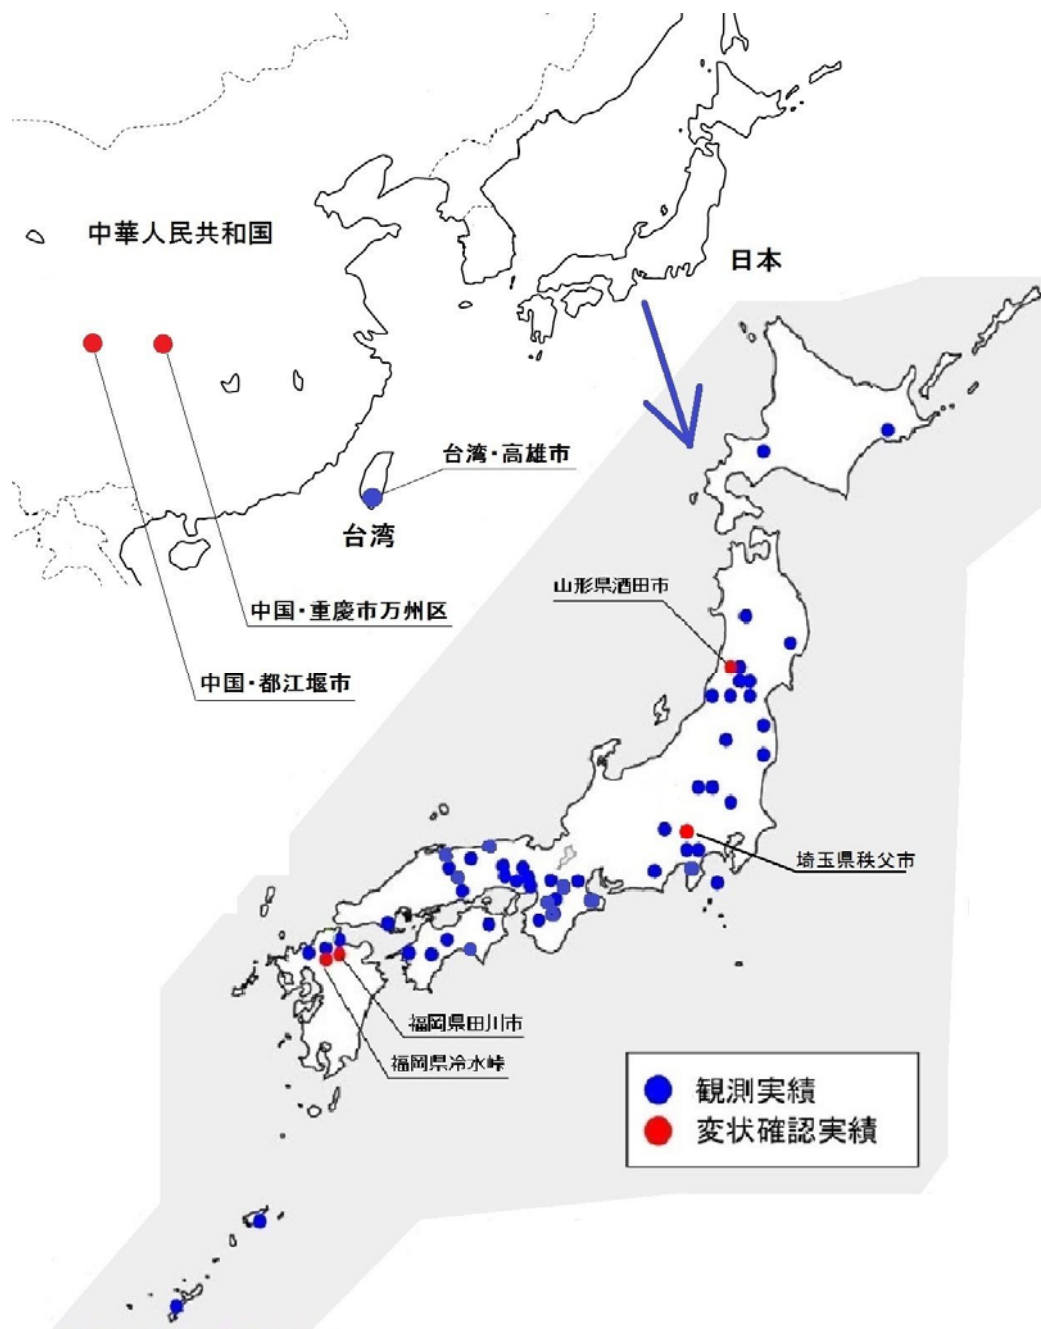 中華人民共和国
日本
台湾・高雄市
台湾
山形県酒田市
中国・重慶市万州区
中国・都江堰市
埼玉県秩父市
福岡県田川市
福岡県冷水峠
観測実績
変状確認実績